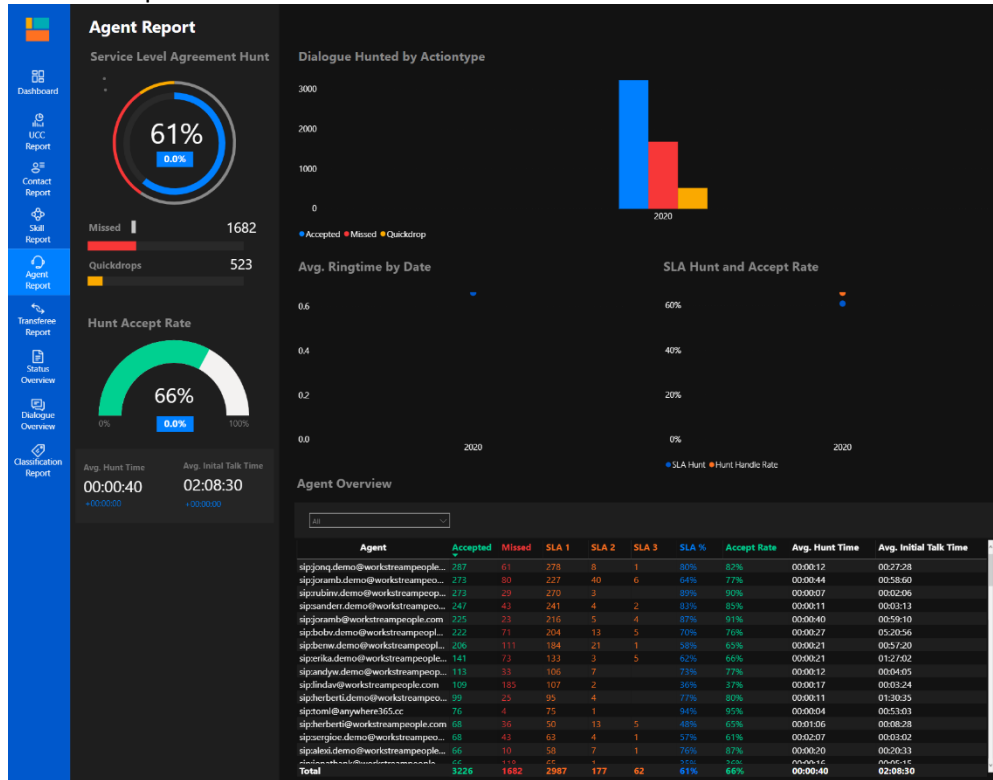 Agent Report
Dashboard
UCC
Report
Contact
Report
Skill
Report
Agent
Report
Transferee
Report
Status
Overview
Dialogue
Overview
Classification
Report
Service Level Agreement Hunt
61%
0.0%
Missed 1682
Quickdrops 523
Hunt Accept Rate
66%
0% 0.0% 100%
Avg. Hunt Time Avg. Inital Talk Time
00:00:40 02:08:30
+00:00:00 +00:00:00
Dialogue Hunted by Actiontype
3000
2000
1000
0
2020
Accepted Missed Quickdrop
Avg. Ringtime by Date
0.6
0.4
0.2
0.0
2020
SLA Hunt and Accept Rate
60%
40%
20%
0%
2020
SLA Hunt Hunt Handle Rate
Agent Overview
All
Agent Accepted Missed SLA 1 SLA 2 SLA 3 SLA % Accept Rate Avg. Hunt Time Avg. Initial Talk Time
sip:jonq.demo@workstreampeople... 287 61 278 8 1 80% 82% 00:00:12 00:27:28
sip:joramb.demo@workstreampeo... 273 80 227 40 6 64% 77% 00:00:44 00:58:60
sip:rubinv.demo@workstreampeop... 273 29 270 3 89% 90% 00:00:07 00:02:06
sip:sanderr.demo@workstreampeo... 247 43 241 4 2 83% 85% 00:00:11 00:03:13
sip:joramb@workstreampeople.com 225 23 216 5 4 87% 91% 00:00:40 00:59:10
sip:bobv.demo@workstreampeopl... 222 71 204 13 5 70% 76% 00:00:27 05:20:56
sip:benw.demo@workstreampeopl... 206 111 184 21 1 58% 65% 00:00:21 00:57:20
sip:erika.demo@workstreampeople... 141 73 133 3 5 62% 66% 00:00:21 01:27:02
sip:andyw.demo@workstreampeop... 113 33 106 7 73% 77% 00:00:12 00:04:05
sip:lindav@workstreampeople.com 109 185 107 2 36% 37% 00:00:17 00:03:24
sip:herberti.demo@workstreampeo... 99 25 95 4 77% 80% 00:00:11 01:30:35
sip:toml@anywhere365.cc 76 4 75 1 94% 95% 00:00:04 00:53:03
sip:herberti@workstreampeople.com 68 36 50 13 5 48% 65% 00:01:06 00:08:28
sip:sergioe.demo@workstreampeo... 68 43 63 4 1 57% 61% 00:02:07 00:03:02
sip:alexi.demo@workstreampeople... 66 10 58 7 1 76% 87% 00:00:20 00:20:33
Total 3226 1682 2987 177 62 61% 66% 00:00:40 02:08:30